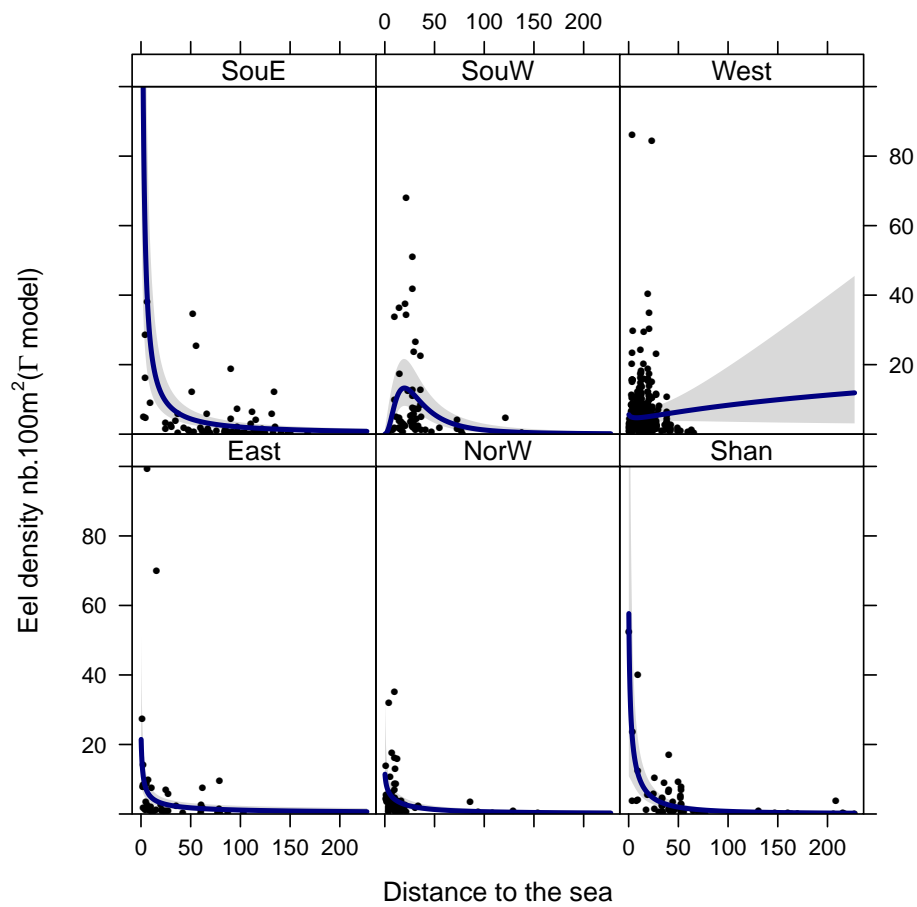 0 50 100 150 200
SouE SouW West
20 40 60 80
East NorW Shan
20 40 60 80
0 50 100 150 200 0 50 100 150 200
Eel density nb.100m²(Γ model)
Distance to the sea